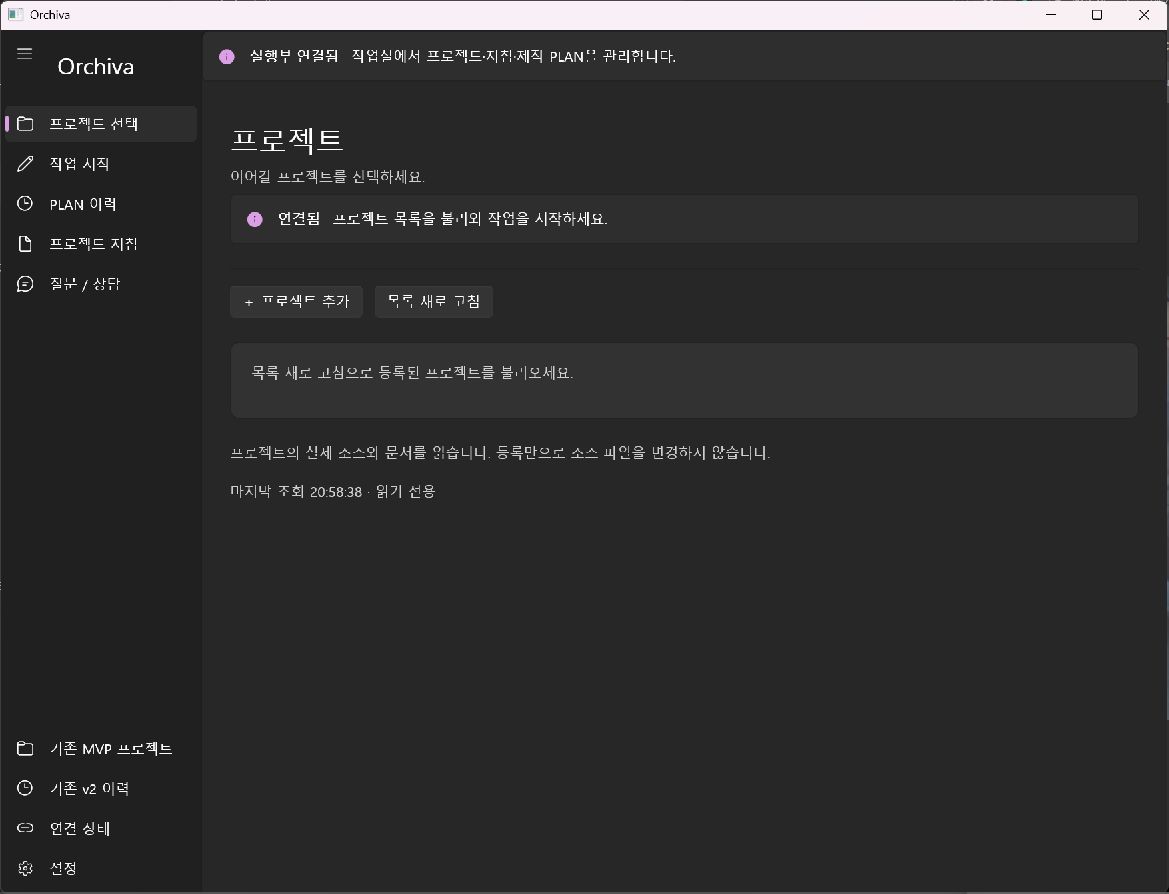 Orchiva
Orchiva
실행부 연결됨 작업실에서 프로젝트·지침·제작 PLAN을 관리합니다.
프로젝트 선택
작업 시작
PLAN 이력
프로젝트 지침
질문 / 상담
프로젝트
이어갈 프로젝트를 선택하세요.
연결됨 프로젝트 목록을 불러와 작업을 시작하세요.
+ 프로젝트 추가
목록 새로 고침
목록 새로 고침으로 등록된 프로젝트를 불러오세요.
프로젝트의 실제 소스와 문서를 읽습니다. 등록만으로 소스 파일을 변경하지 않습니다.
마지막 조회 20:58:38 · 읽기 전용
기존 MVP 프로젝트
기존 v2 이력
연결 상태
설정